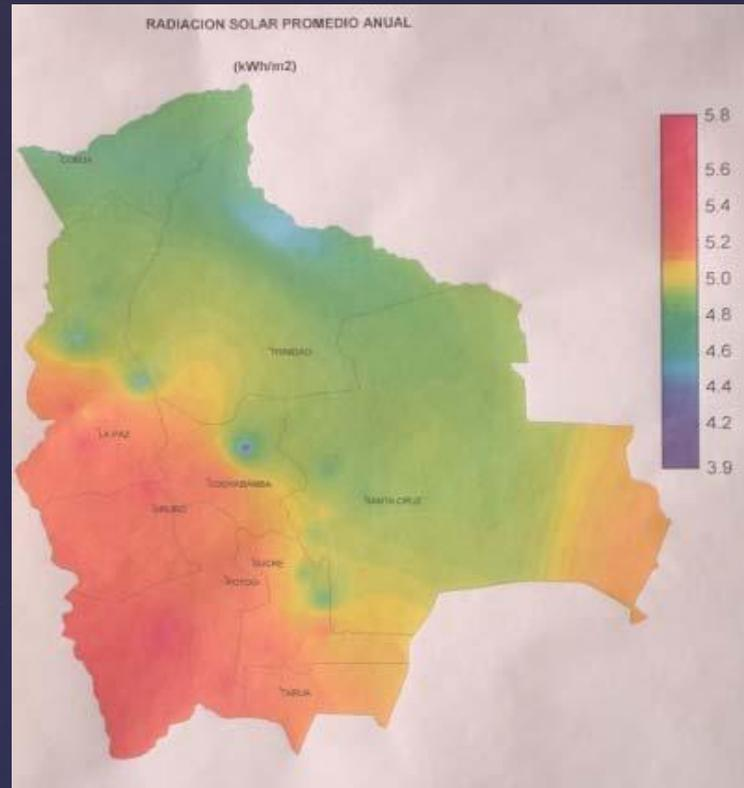 RADIACION SOLAR PROMEDIO ANUAL
(kWh/m2)
5.8
5.6
5.4
5.2
5.0
4.8
4.6
4.4
4.2
3.9
COBIJA
TRINIDAD
LA PAZ
COCHABAMBA
ORURO
SANTA CRUZ
SUCRE
POTOSI
TARIJA